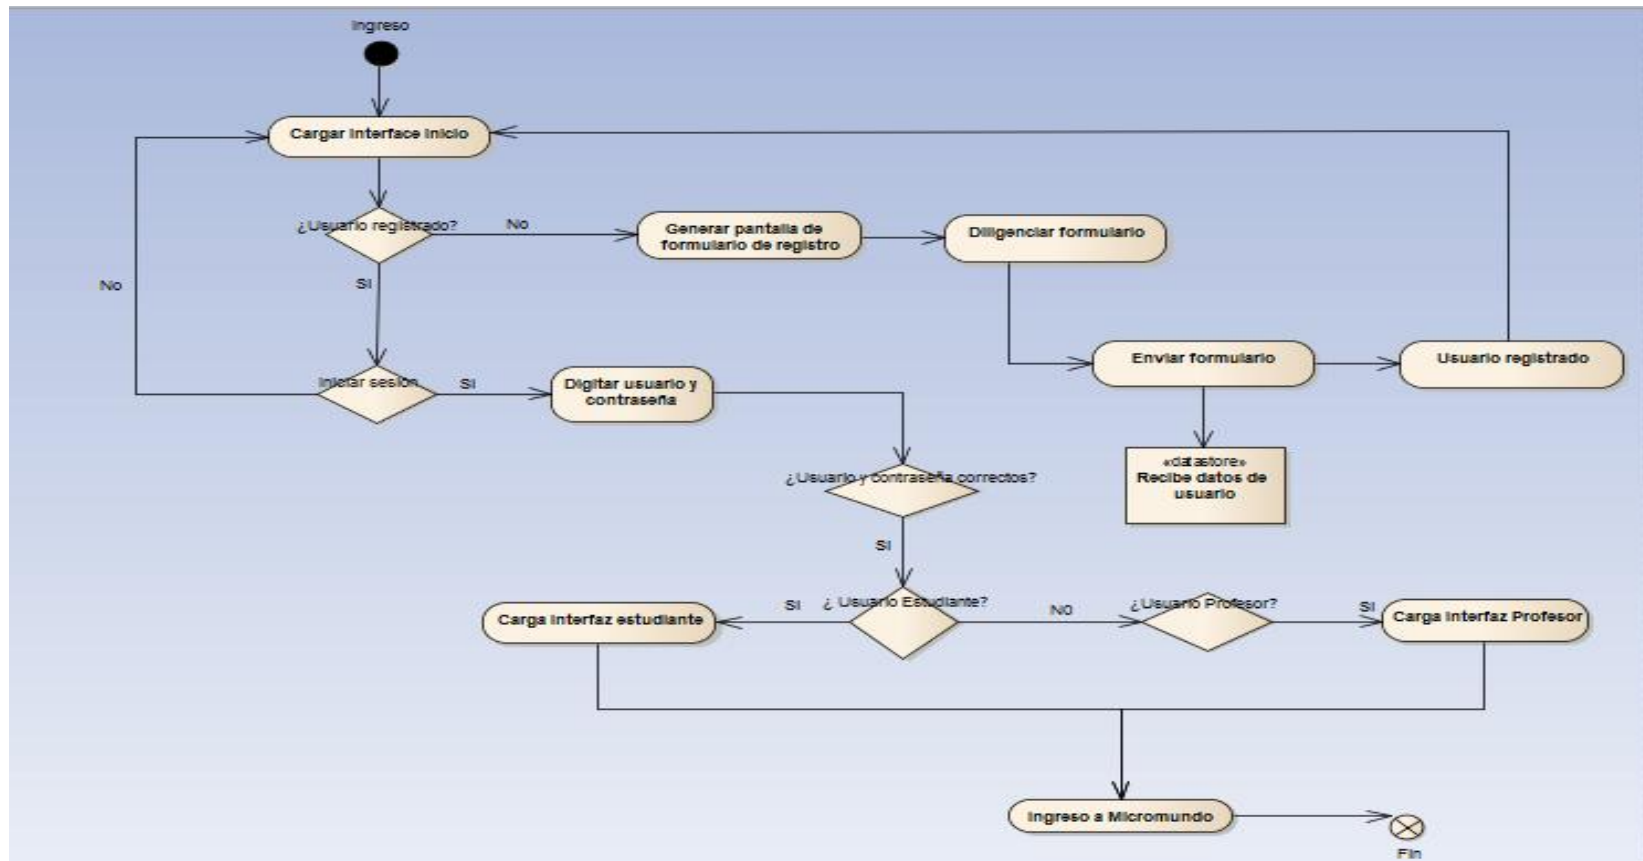 Ingreso
Cargar Interface Inicio
¿Usuario registrado?
No
Generar pantalla de
formulario de registro
Diligenciar formulario
No
SI
Enviar formulario
Usuario registrado
Iniciar sesión
SI
Digitar usuario y
contraseña
«datastore»
Recibe datos de
usuario
¿Usuario y contraseña correctos?
SI
Carga Interfaz estudiante
SI
¿ Usuario Estudiante?
N0
¿Usuario Profesor?
SI
Carga Interfaz Profesor
Ingreso a Micromundo
Fin